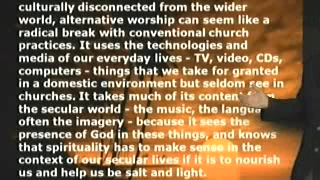 culturally disconnected from the wider
world, alternative worship can seem like a
radical break with conventional church
practices. It uses the technologies and
media of our everyday lives - TV, video, CDs,
computers - things that we take for granted
in a domestic environment but seldom see in
churches. It takes much of its content from
the secular world - the music, the langua
often the imagery - because it sees the
presence of God in these things, and knows
that spirituality has to make sense in the
context of our secular lives if it is to nourish
us and help us be salt and light.